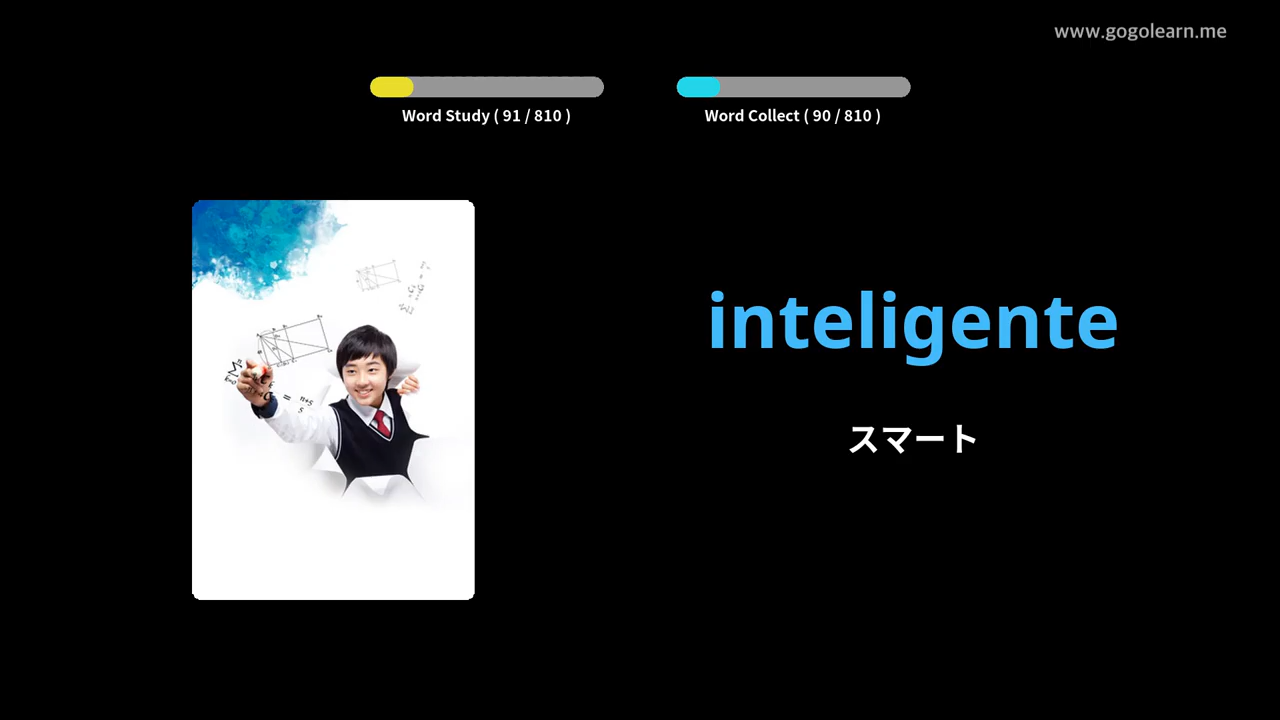 www.gogolearn.me
Word Study ( 91 / 810 )
Word Collect ( 90 / 810 )
inteligente
スマート